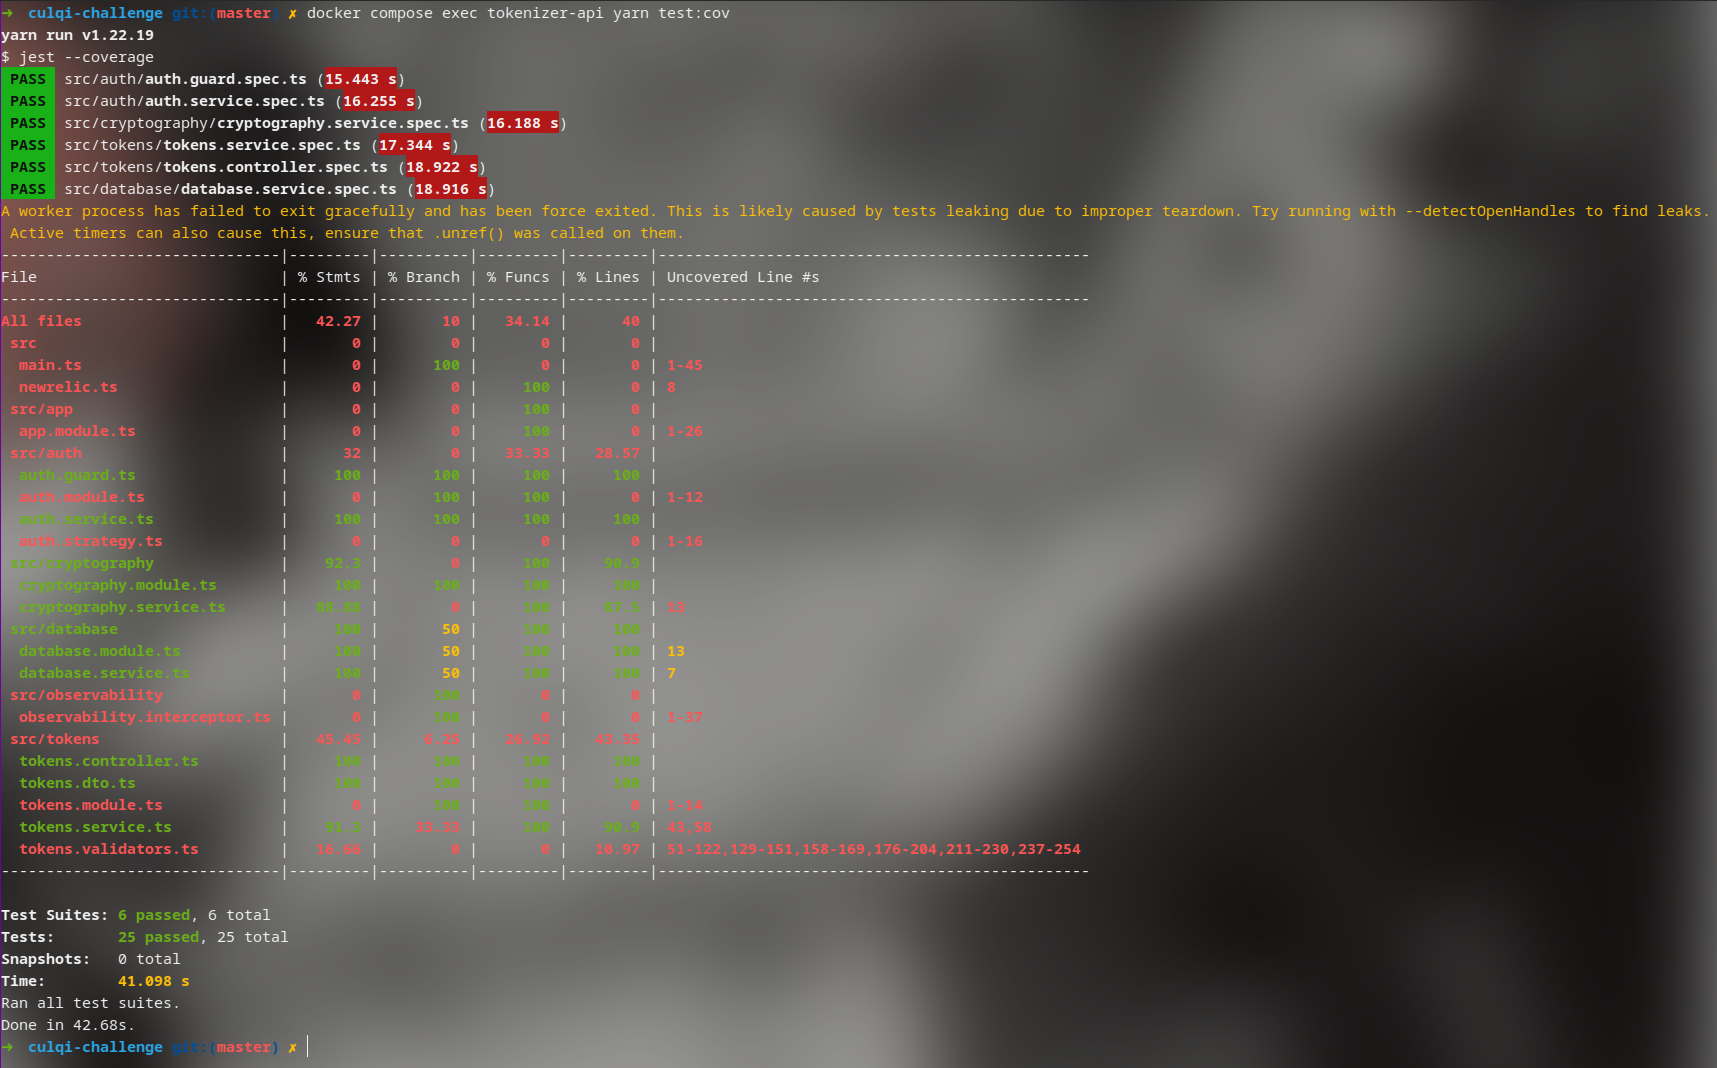 ➜  culqi-challenge git:(master) ✗ docker compose exec tokenizer-api yarn test:cov
yarn run v1.22.19
$ jest --coverage
 PASS  src/auth/auth.guard.spec.ts (15.443 s)
 PASS  src/auth/auth.service.spec.ts (16.255 s)
 PASS  src/cryptography/cryptography.service.spec.ts (16.188 s)
 PASS  src/tokens/tokens.service.spec.ts (17.344 s)
 PASS  src/tokens/tokens.controller.spec.ts (18.922 s)
 PASS  src/database/database.service.spec.ts (18.916 s)
A worker process has failed to exit gracefully and has been force exited. This is likely caused by tests leaking due to improper teardown. Try running with --detectOpenHandles to find leaks.
 Active timers can also cause this, ensure that .unref() was called on them.
-------------------------------|---------|----------|---------|---------|------------------------------------------------
File                           | % Stmts | % Branch | % Funcs | % Lines | Uncovered Line #s
-------------------------------|---------|----------|---------|---------|------------------------------------------------
All files                      |   42.27 |       10 |   34.14 |      40 |
 src                           |       0 |        0 |       0 |       0 |
  main.ts                      |       0 |      100 |       0 |       0 | 1-45
  newrelic.ts                  |       0 |        0 |     100 |       0 | 8
 src/app                       |       0 |        0 |     100 |       0 |
  app.module.ts                |       0 |        0 |     100 |       0 | 1-26
 src/auth                      |      32 |        0 |   33.33 |   28.57 |
  auth.guard.ts                |     100 |      100 |     100 |     100 |
  auth.module.ts               |       0 |      100 |     100 |       0 | 1-12
  auth.service.ts              |     100 |      100 |     100 |     100 |
  auth.strategy.ts             |       0 |        0 |       0 |       0 | 1-16
 src/cryptography              |    92.3 |        0 |     100 |    90.9 |
  cryptography.module.ts       |     100 |      100 |     100 |     100 |
  cryptography.service.ts      |   88.88 |        0 |     100 |    87.5 | 13
 src/database                  |     100 |       50 |     100 |     100 |
  database.module.ts           |     100 |       50 |     100 |     100 | 13
  database.service.ts          |     100 |       50 |     100 |     100 | 7
 src/observability             |       0 |      100 |       0 |       0 |
  observability.interceptor.ts |       0 |      100 |       0 |       0 | 1-37
 src/tokens                    |   45.45 |     6.25 |   26.92 |   43.35 |
  tokens.controller.ts         |     100 |      100 |     100 |     100 |
  tokens.dto.ts                |     100 |      100 |     100 |     100 |
  tokens.module.ts             |       0 |      100 |     100 |       0 | 1-14
  tokens.service.ts            |    91.3 |    33.33 |     100 |    90.9 | 43,58
  tokens.validators.ts         |   16.66 |        0 |       0 |   10.97 | 51-122,129-151,158-169,176-204,211-230,237-254
-------------------------------|---------|----------|---------|---------|------------------------------------------------
Test Suites: 6 passed, 6 total
Tests:       25 passed, 25 total
Snapshots:   0 total
Time:        41.098 s
Ran all test suites.
Done in 42.68s.
➜  culqi-challenge git:(master) ✗